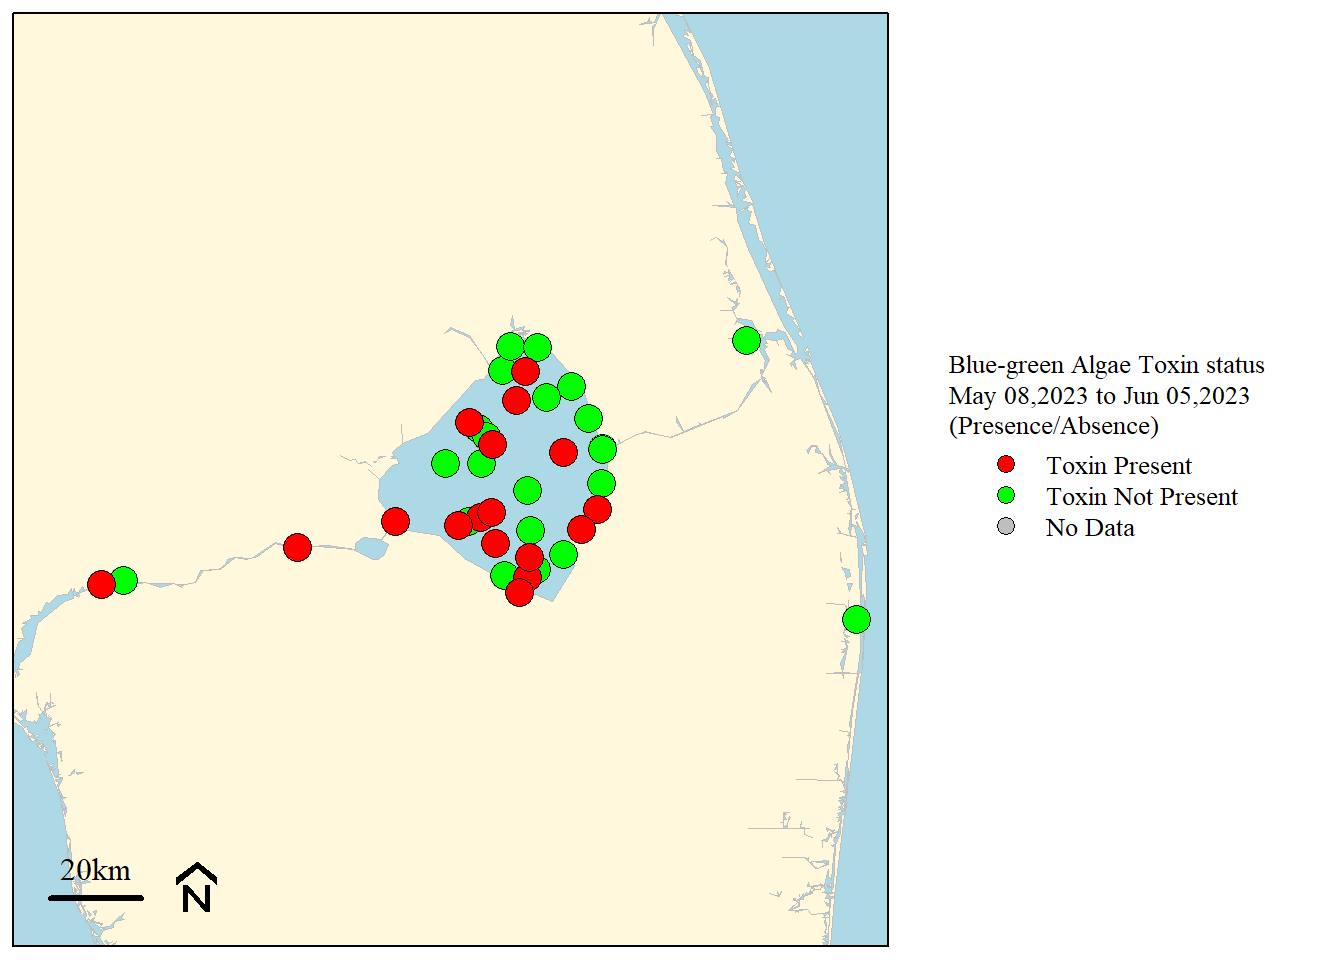 Blue-green Algae Toxin status
May 08,2023 to Jun 05,2023
(Presence/Absence)
Toxin Present
Toxin Not Present
No Data
20km
N